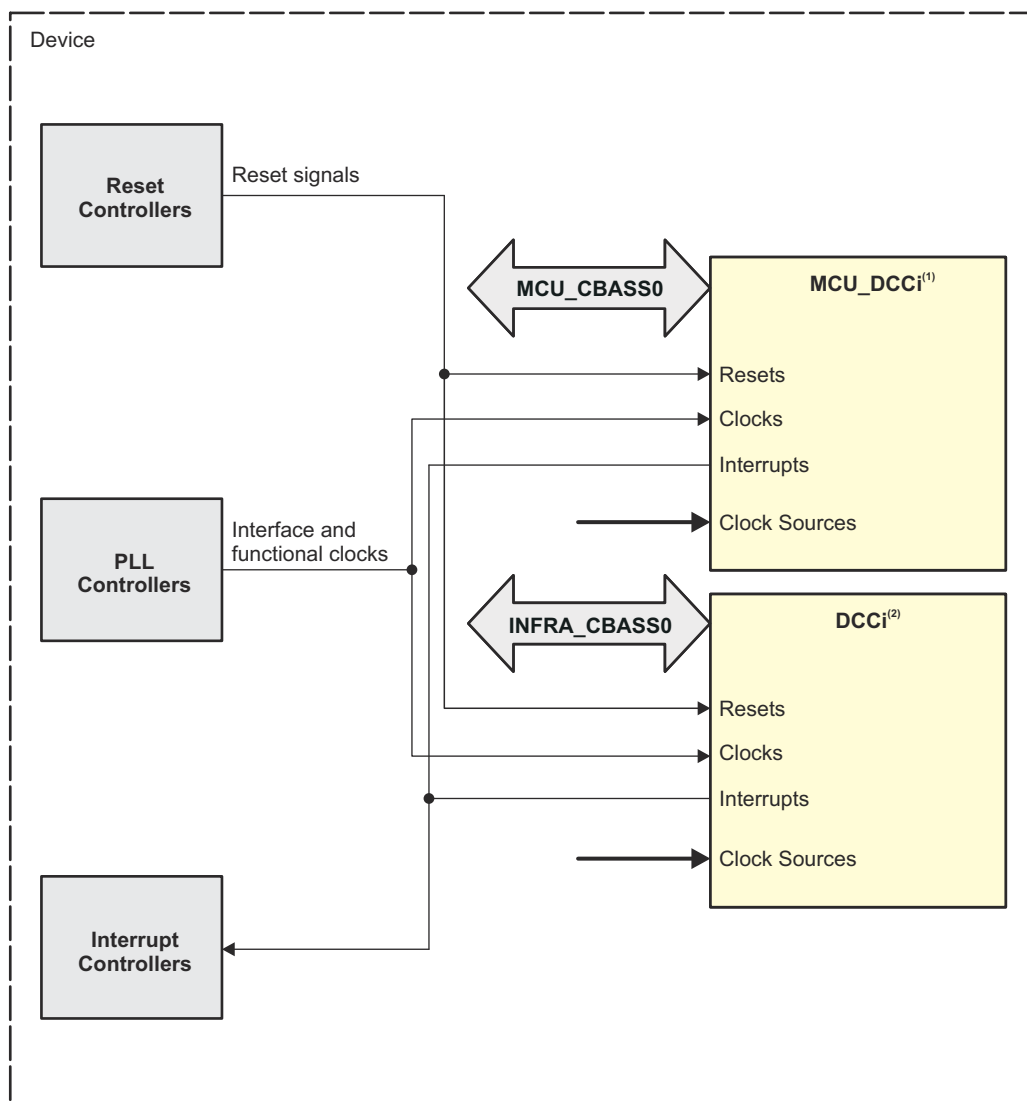 Device
Reset
Controllers
Reset signals
MCU_CBASS0
MCU_DCCi(1)
Resets
Clocks
Interrupts
Clock Sources
PLL
Controllers
Interface and
functional clocks
INFRA_CBASS0
DCCi(2)
Resets
Clocks
Interrupts
Clock Sources
Interrupt
Controllers